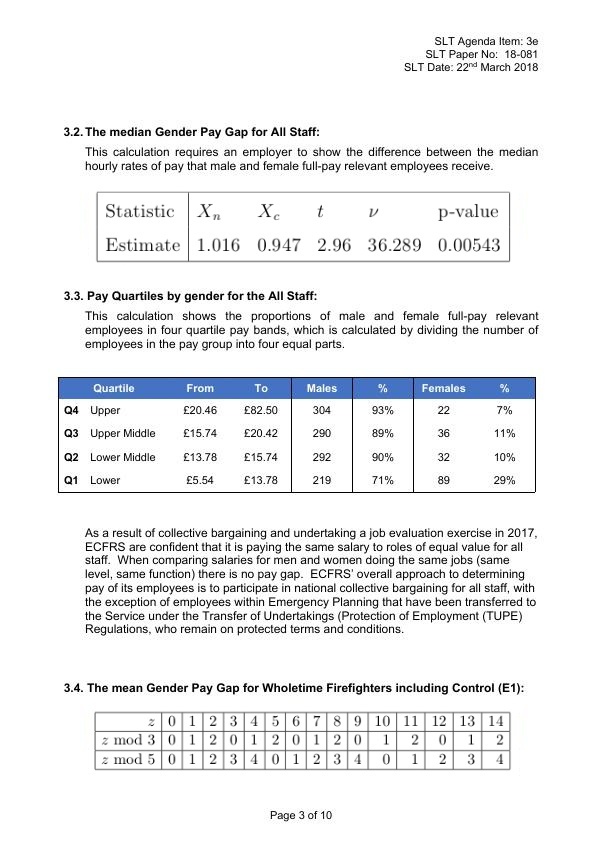 SLT Agenda Item: 3e
SLT Paper No: 18-081
SLT Date: 22nd March 2018
3.2. The median Gender Pay Gap for All Staff:
This calculation requires an employer to show the difference between the median
hourly rates of pay that male and female full-pay relevant employees receive.
Statistic Xn Xc t ν p-value
Estimate 1.016 0.947 2.96 36.289 0.00543
3.3. Pay Quartiles by gender for the All Staff:
This calculation shows the proportions of male and female full-pay relevant
employees in four quartile pay bands, which is calculated by dividing the number of
employees in the pay group into four equal parts.
Quartile From To Males % Females %
Q4 Upper £20.46 £82.50 304 93% 22 7%
Q3 Upper Middle £15.74 £20.42 290 89% 36 11%
Q2 Lower Middle £13.78 £15.74 292 90% 32 10%
Q1 Lower £5.54 £13.78 219 71% 89 29%
As a result of collective bargaining and undertaking a job evaluation exercise in 2017,
ECFRS are confident that it is paying the same salary to roles of equal value for all
staff. When comparing salaries for men and women doing the same jobs (same
level, same function) there is no pay gap. ECFRS' overall approach to determining
pay of its employees is to participate in national collective bargaining for all staff, with
the exception of employees within Emergency Planning that have been transferred to
the Service under the Transfer of Undertakings (Protection of Employment (TUPE)
Regulations, who remain on protected terms and conditions.
3.4. The mean Gender Pay Gap for Wholetime Firefighters including Control (E1):
z 0 1 2 3 4 5 6 7 8 9 10 11 12 13 14
z mod 3 0 1 2 0 1 2 0 1 2 0 1 2 0 1 2
z mod 5 0 1 2 3 4 0 1 2 3 4 0 1 2 3 4
Page 3 of 10